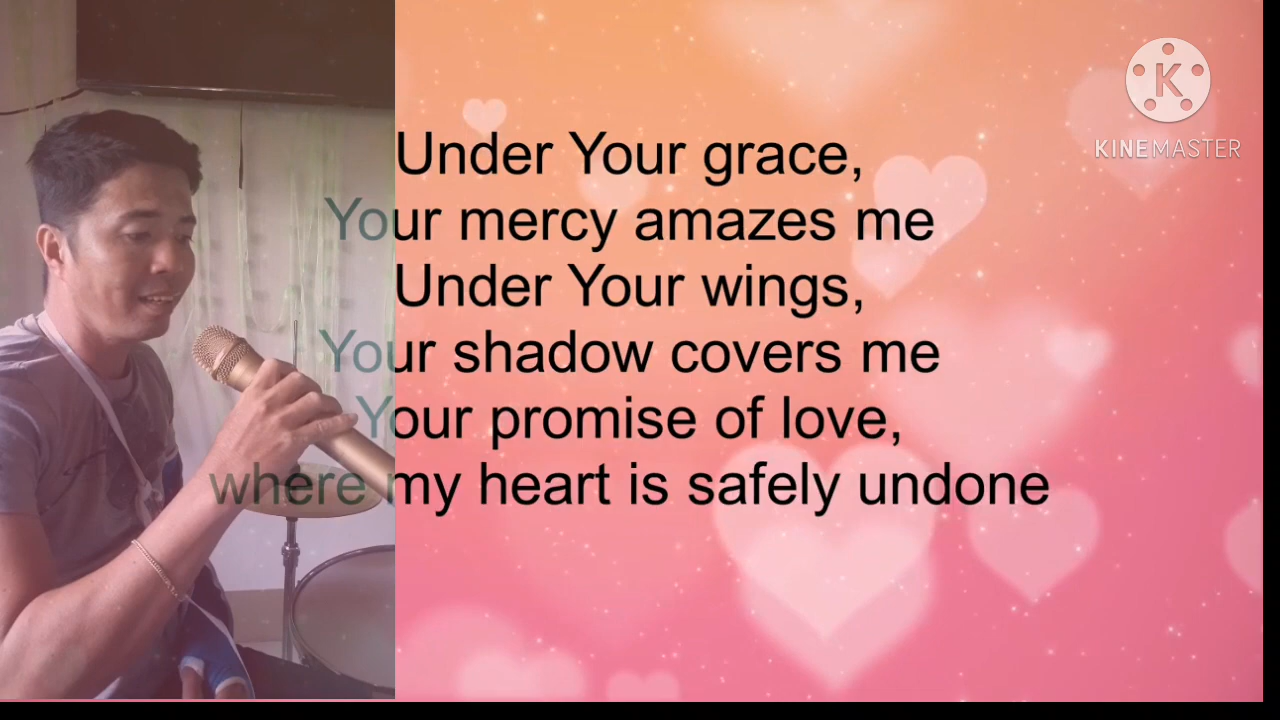 Under Your grace,
Your mercy amazes me
Under Your wings,
Your shadow covers me
Your promise of love,
where my heart is safely undone
K
KINEMASTER